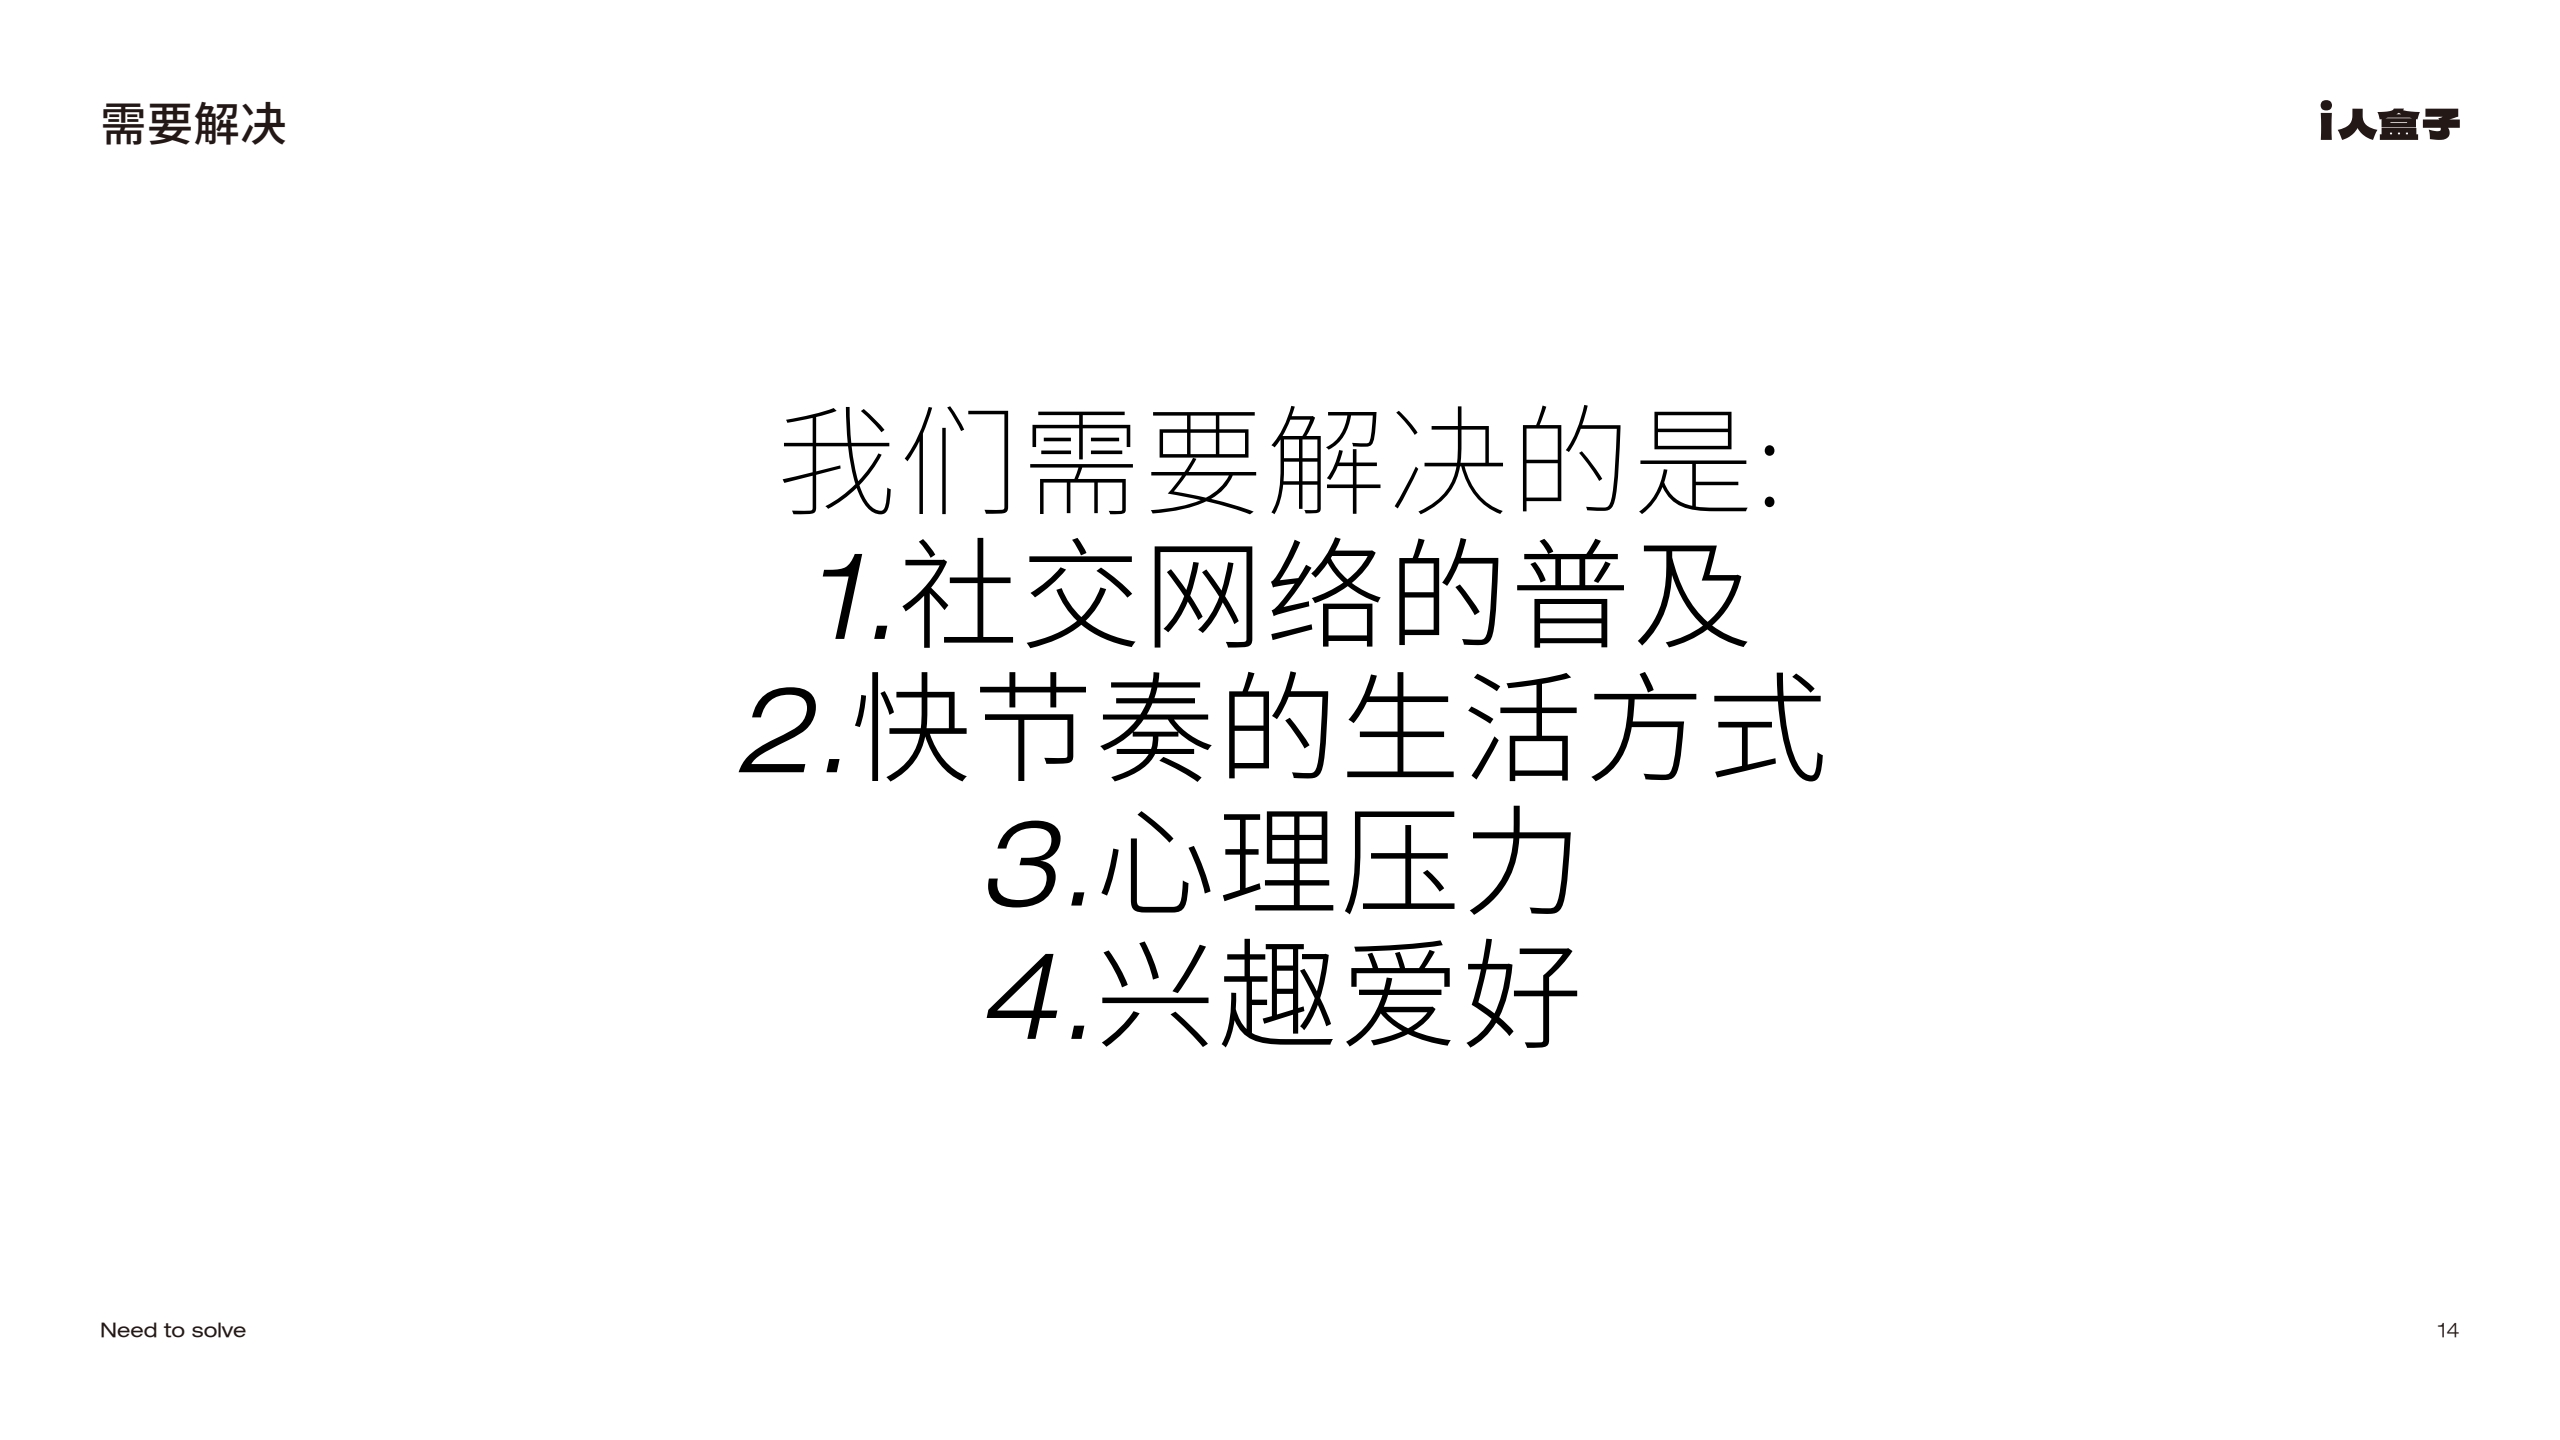 需要解决
i人盒子
我们需要解决的是:
1.社交网络的普及
2.快节奏的生活方式
3.心理压力
4.兴趣爱好
Need to solve
14